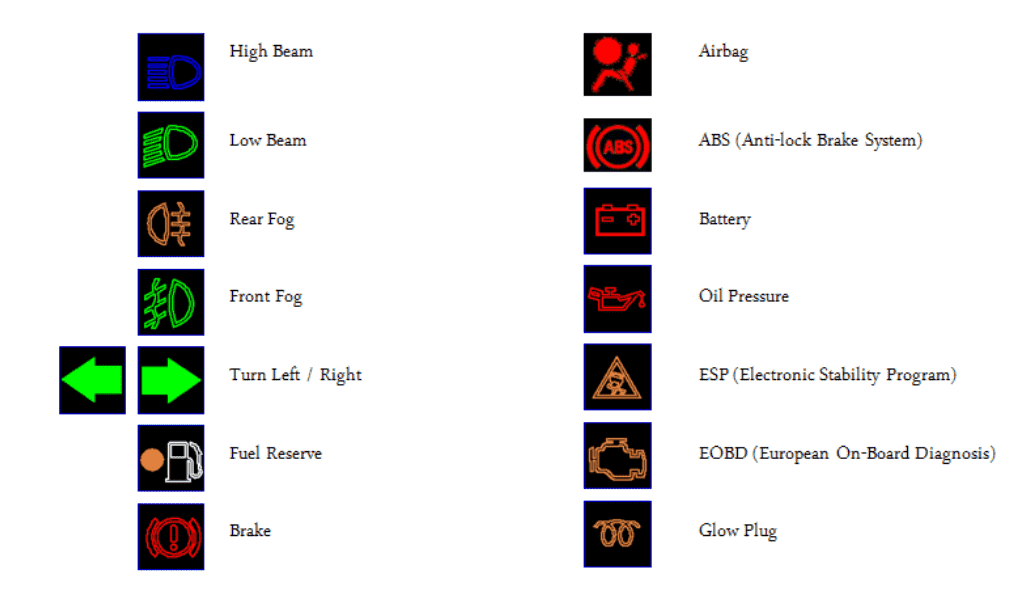 High Beam
Low Beam
Rear Fog
Front Fog
Turn Left / Right
Fuel Reserve
Brake
Airbag
ABS
ABS (Anti-lock Brake System)
Battery
Oil Pressure
ESP (Electronic Stability Program)
EOBD (European On-Board Diagnosis)
Glow Plug